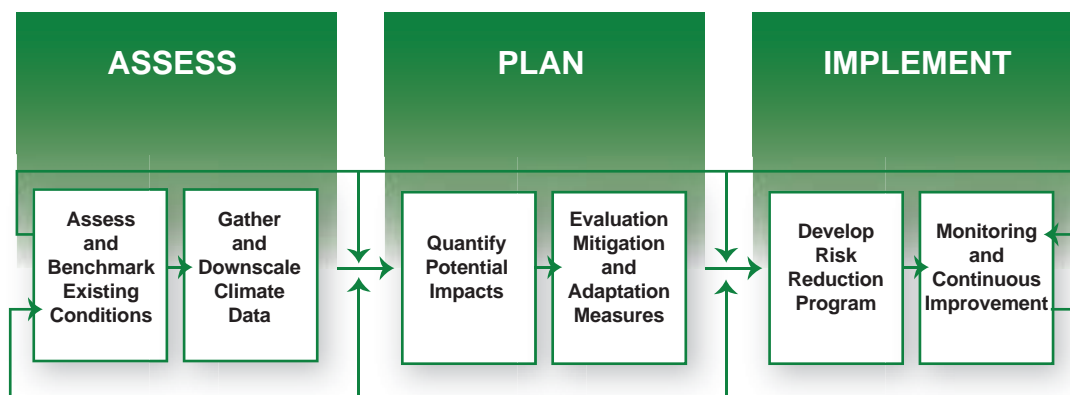 ASSESS
Assess
and
Benchmark
Existing
Conditions
Gather
and
Downscale
Climate
Data
PLAN
Quantify
Potential
Impacts
Evaluation
Mitigation
and
Adaptation
Measures
IMPLEMENT
Develop
Risk
Reduction
Program
Monitoring
and
Continuous
Improvement